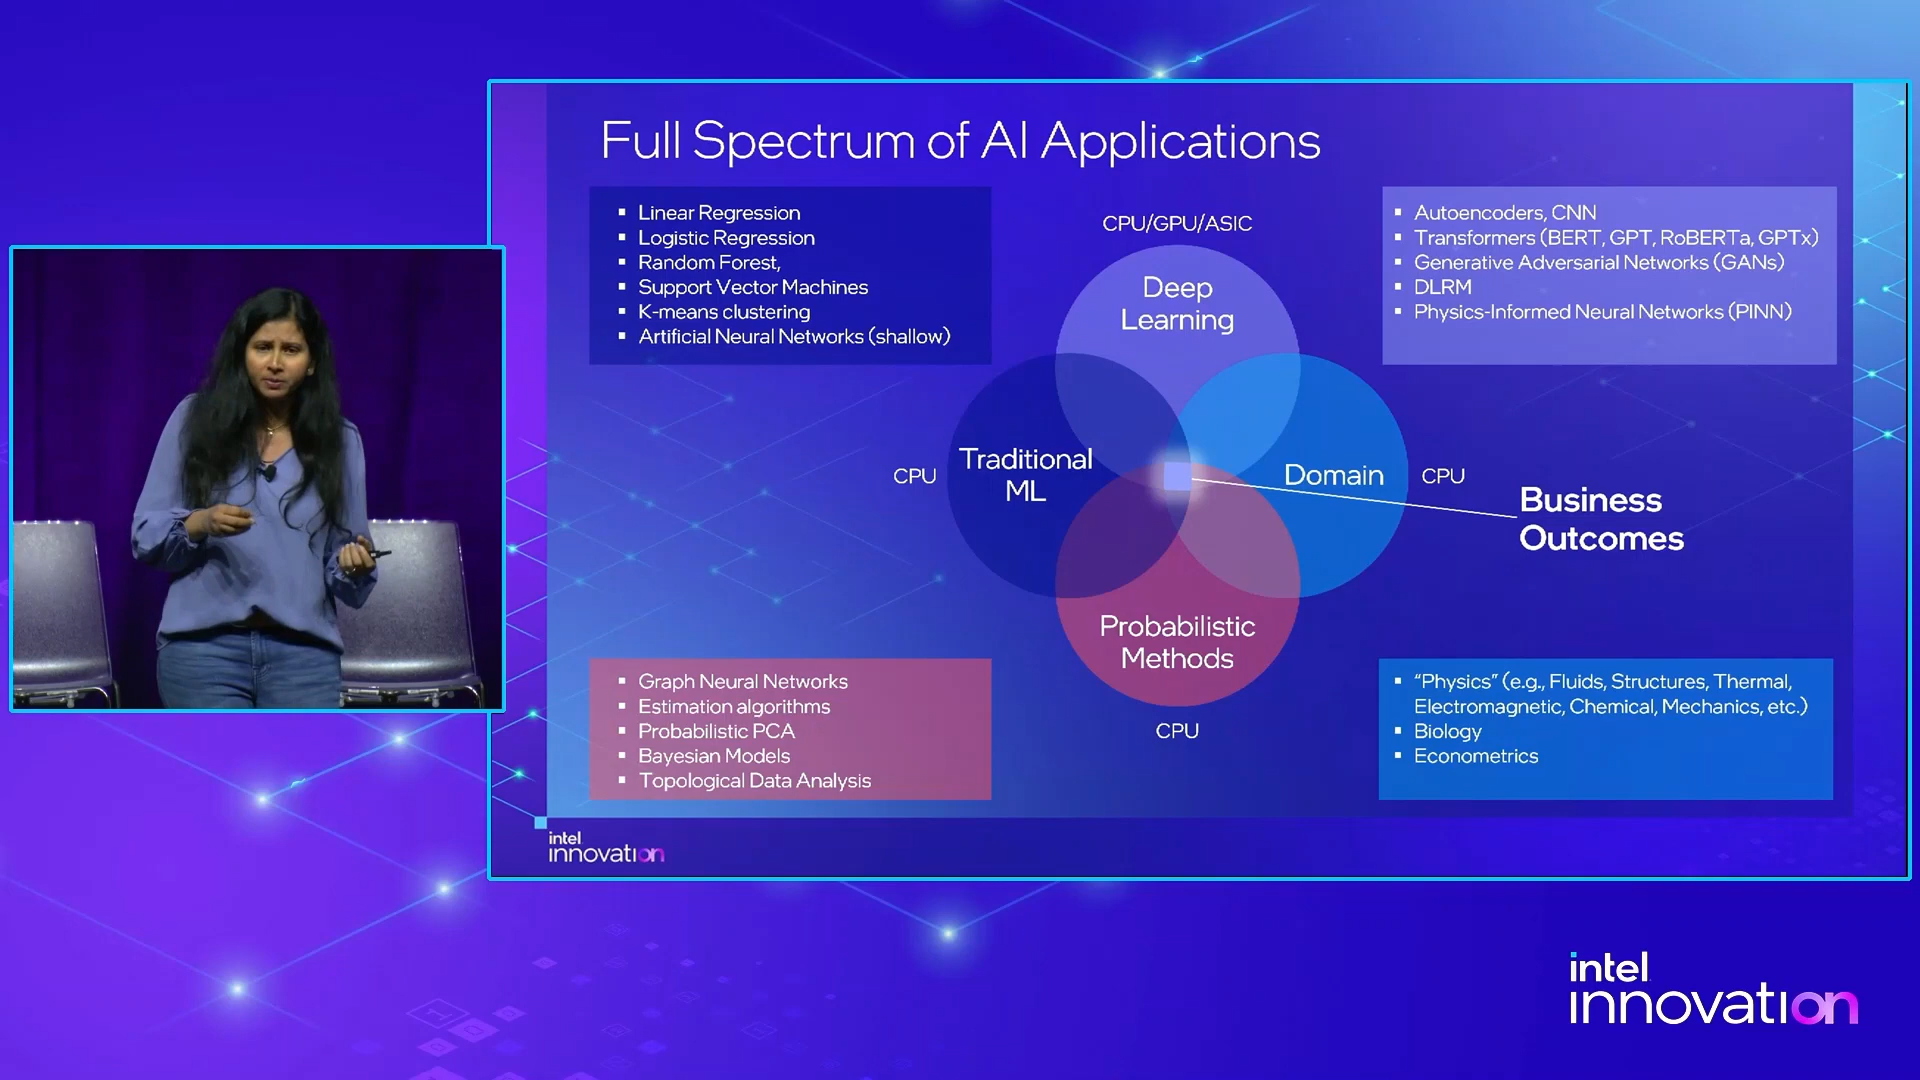 Full Spectrum of AI Applications
▪ Linear Regression
▪ Logistic Regression
▪ Random Forest,
▪ Support Vector Machines
▪ K-means clustering
▪ Artificial Neural Networks (shallow)
CPU/GPU/ASIC
▪ Autoencoders, CNN
▪ Transformers (BERT, GPT, RoBERTa, GPTx)
▪ Generative Adversarial Networks (GANs)
▪ DLRM
▪ Physics-Informed Neural Networks (PINN)
Deep
Learning
CPU
Traditional
ML
Domain
CPU
Business
Outcomes
Probabilistic
Methods
CPU
▪ Graph Neural Networks
▪ Estimation algorithms
▪ Probabilistic PCA
▪ Bayesian Models
▪ Topological Data Analysis
▪ “Physics” (e.g., Fluids, Structures, Thermal,
Electromagnetic, Chemical, Mechanics, etc.)
▪ Biology
▪ Econometrics
intel
innovation
intel
innovation